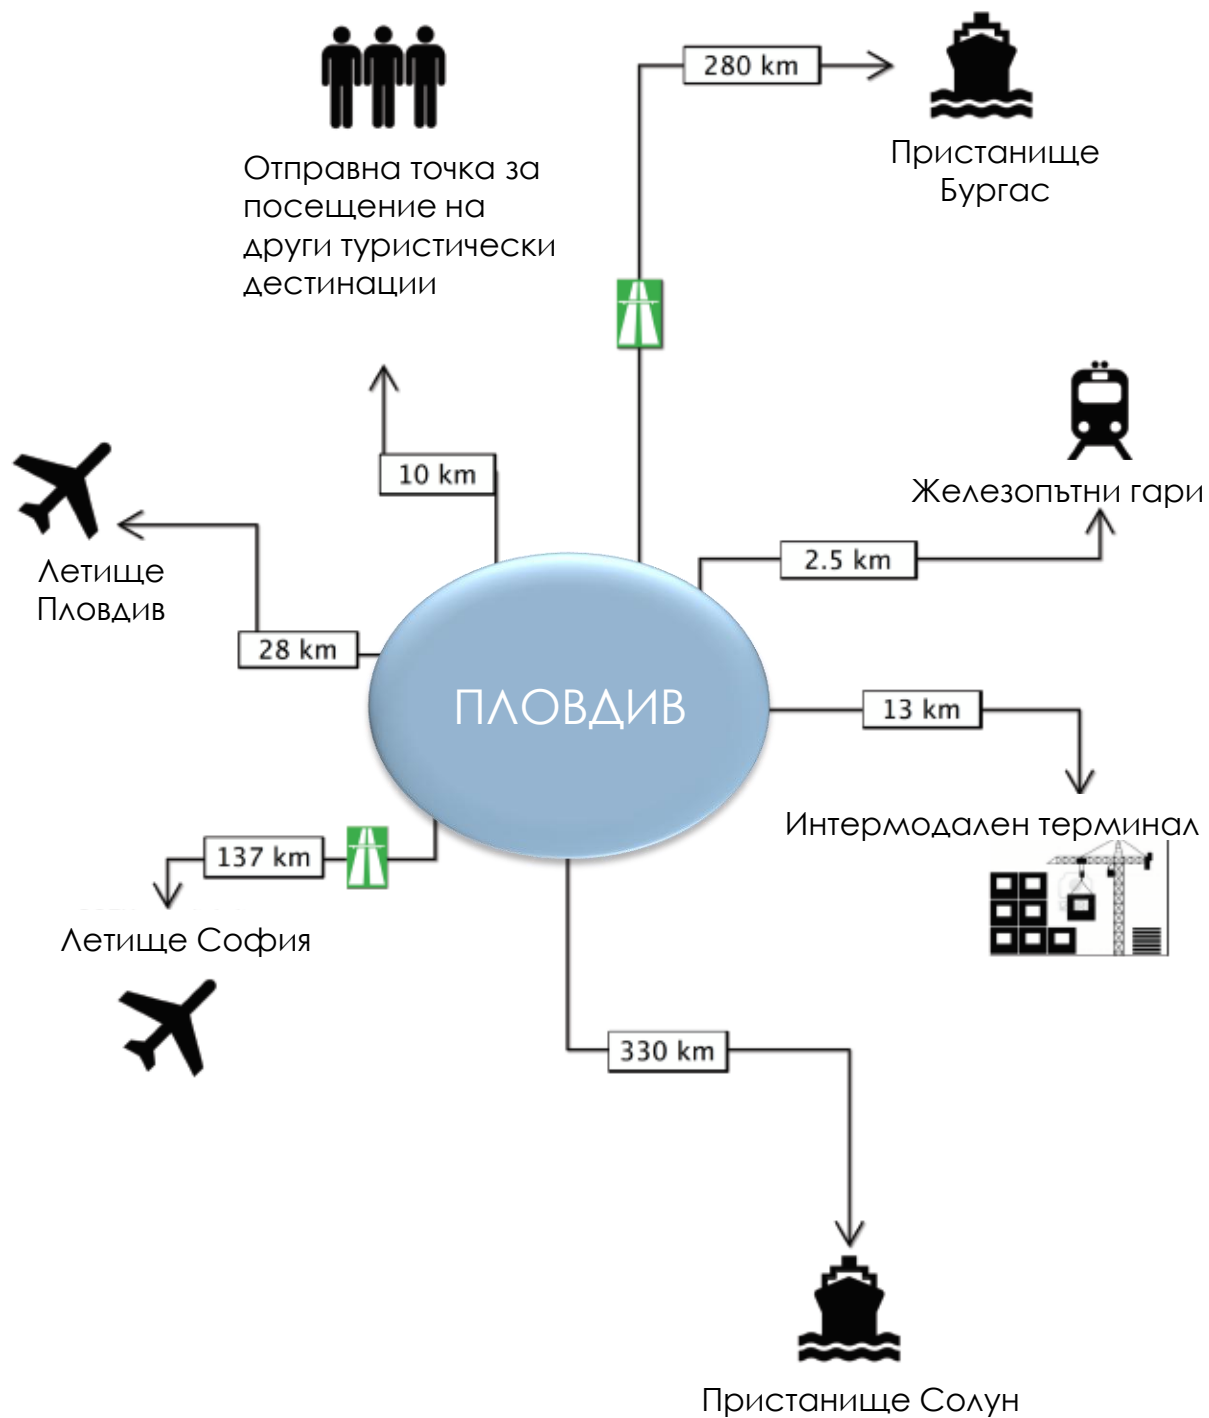 280 km
Пристанище
Бургас
Отправна точка за
посещение на
други туристически
дестинации
10 km
Железопътни гари
2.5 km
Летище
Пловдив
28 km
ПЛОВДИВ
13 km
Интермодален терминал
137 km
Летище София
330 km
Пристанище Солун